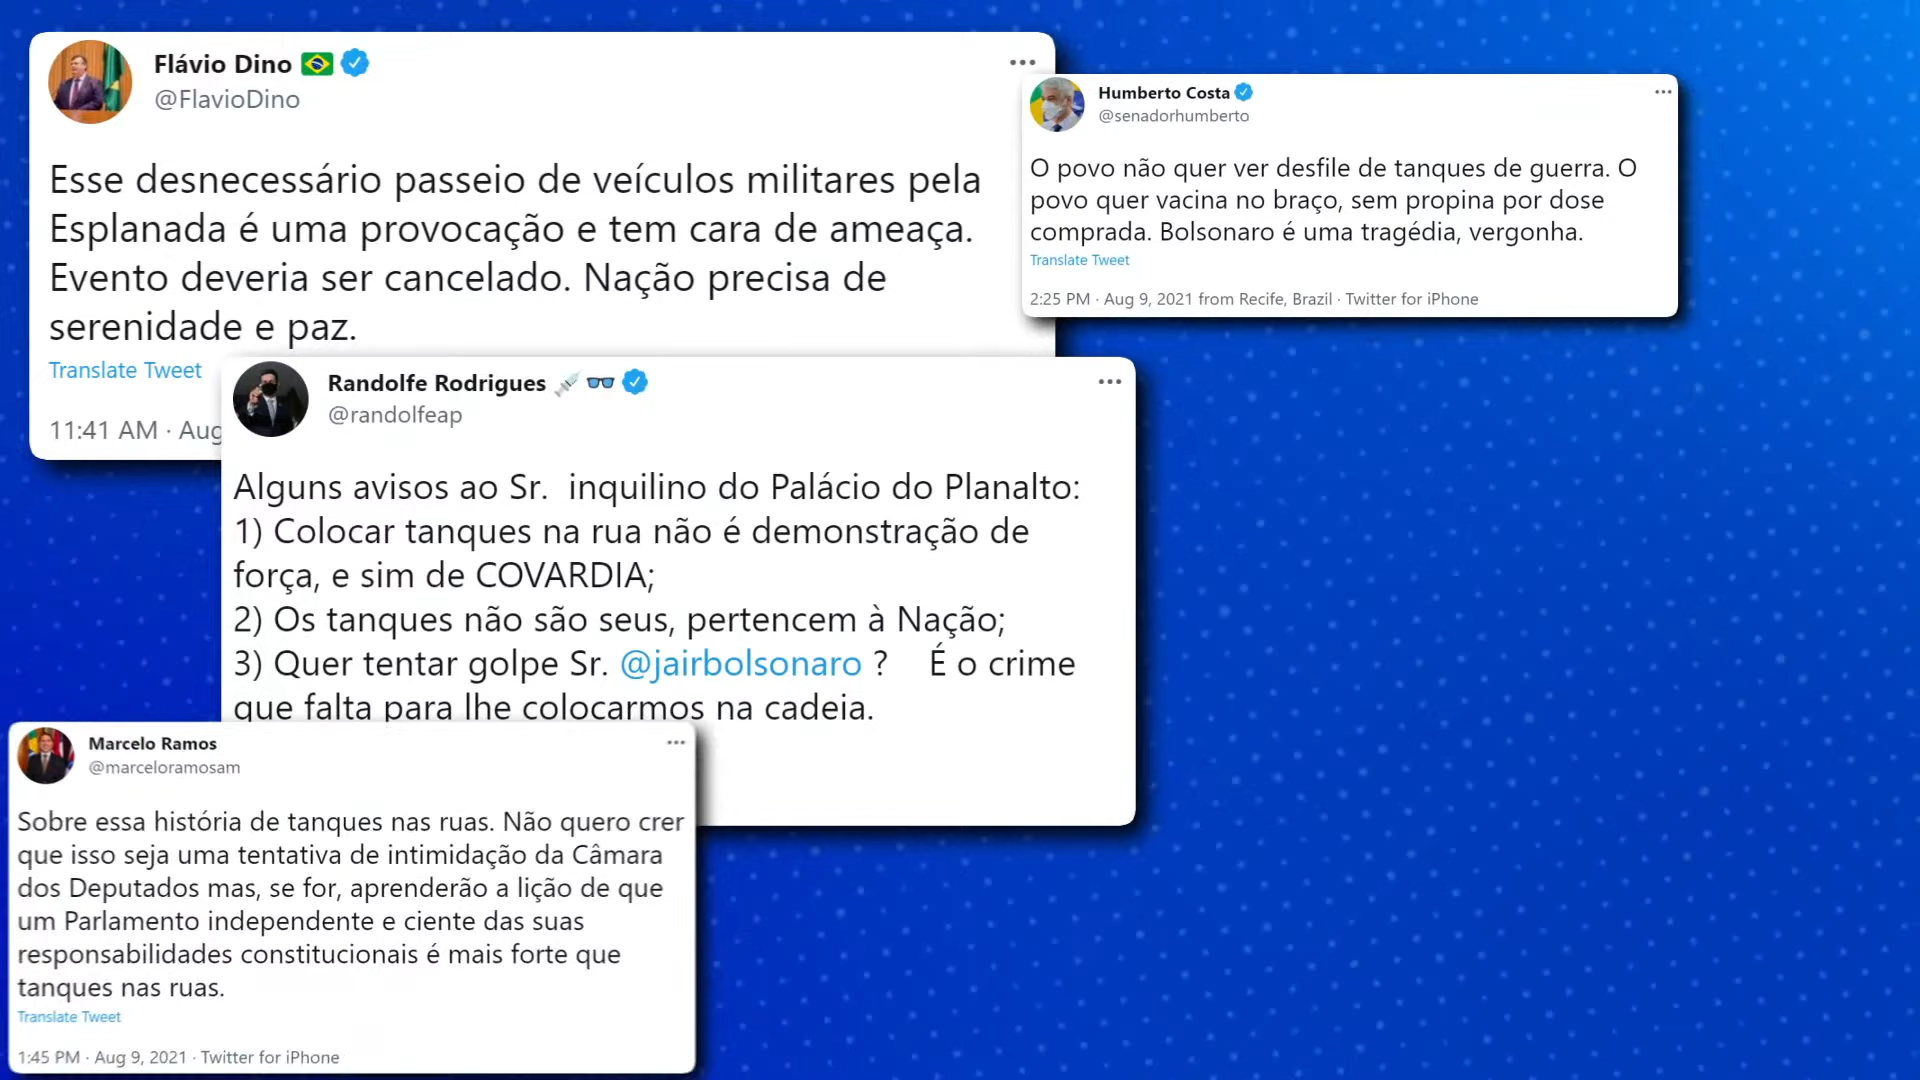 Flávio Dino
@FlavioDino
Esse desnecessário passeio de veículos militares pela
Esplanada é uma provocação e tem cara de ameaça.
Evento deveria ser cancelado. Nação precisa de
serenidade e paz.
Translate Tweet
11:41 AM · Aug
Humberto Costa
@senadorhumberto
O povo não quer ver desfile de tanques de guerra. O
povo quer vacina no braço, sem propina por dose
comprada. Bolsonaro é uma tragédia, vergonha.
Translate Tweet
2:25 PM · Aug 9, 2021 from Recife, Brazil · Twitter for iPhone
Randolfe Rodrigues
@randolfeap
Alguns avisos ao Sr. inquilino do Palácio do Planalto:
1) Colocar tanques na rua não é demonstração de
força, e sim de COVARDIA;
2) Os tanques não são seus, pertencem à Nação;
3) Quer tentar golpe Sr. @jairbolsonaro ? É o crime
que falta para lhe colocarmos na cadeia.
Marcelo Ramos
@marceloramosam
Sobre essa história de tanques nas ruas. Não quero crer
que isso seja uma tentativa de intimidação da Câmara
dos Deputados mas, se for, aprenderão a lição de que
um Parlamento independente e ciente das suas
responsabilidades constitucionais é mais forte que
tanques nas ruas.
Translate Tweet
1:45 PM · Aug 9, 2021 · Twitter for iPhone